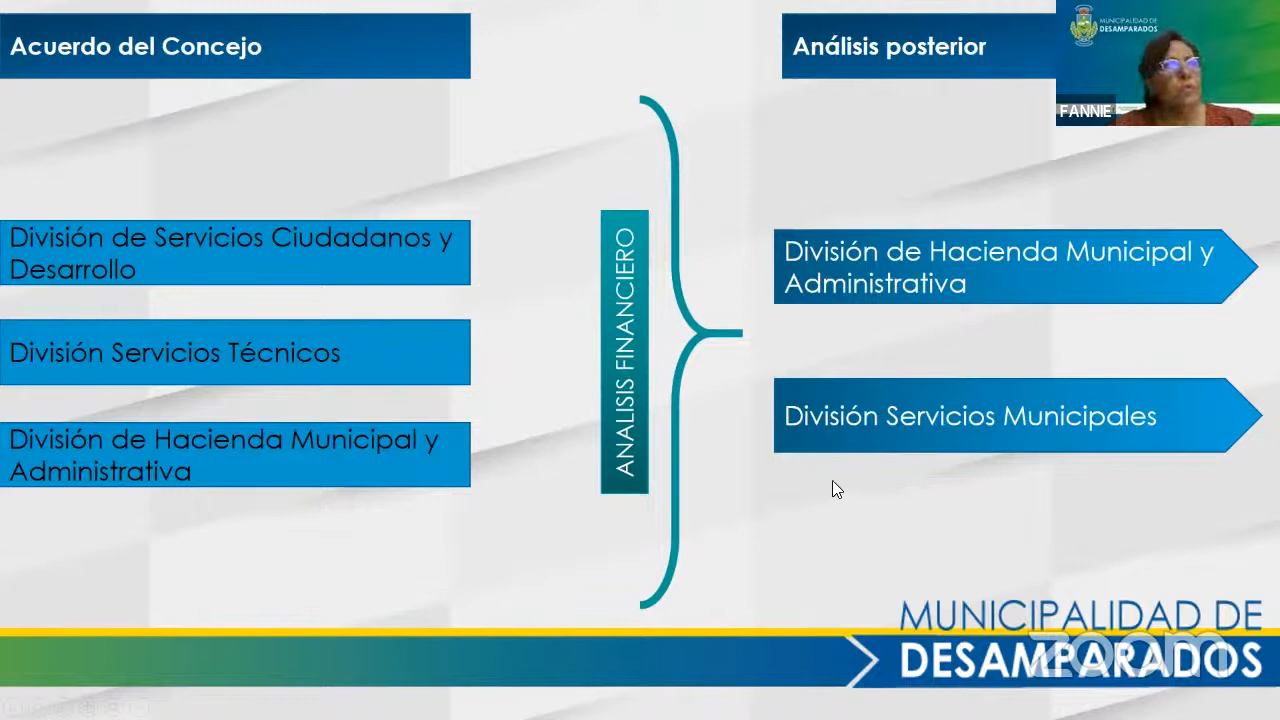 Acuerdo del Concejo
Análisis posterior
MUNICIPALIDAD DE
DESAMPARADOS
FANNIE
División de Servicios Ciudadanos y
Desarrollo
División Servicios Técnicos
División de Hacienda Municipal y
Administrativa
ANALISIS FINANCIERO
División de Hacienda Municipal y
Administrativa
División Servicios Municipales
MUNICIPALIDAD DE
DESAMPARADOS
zoom